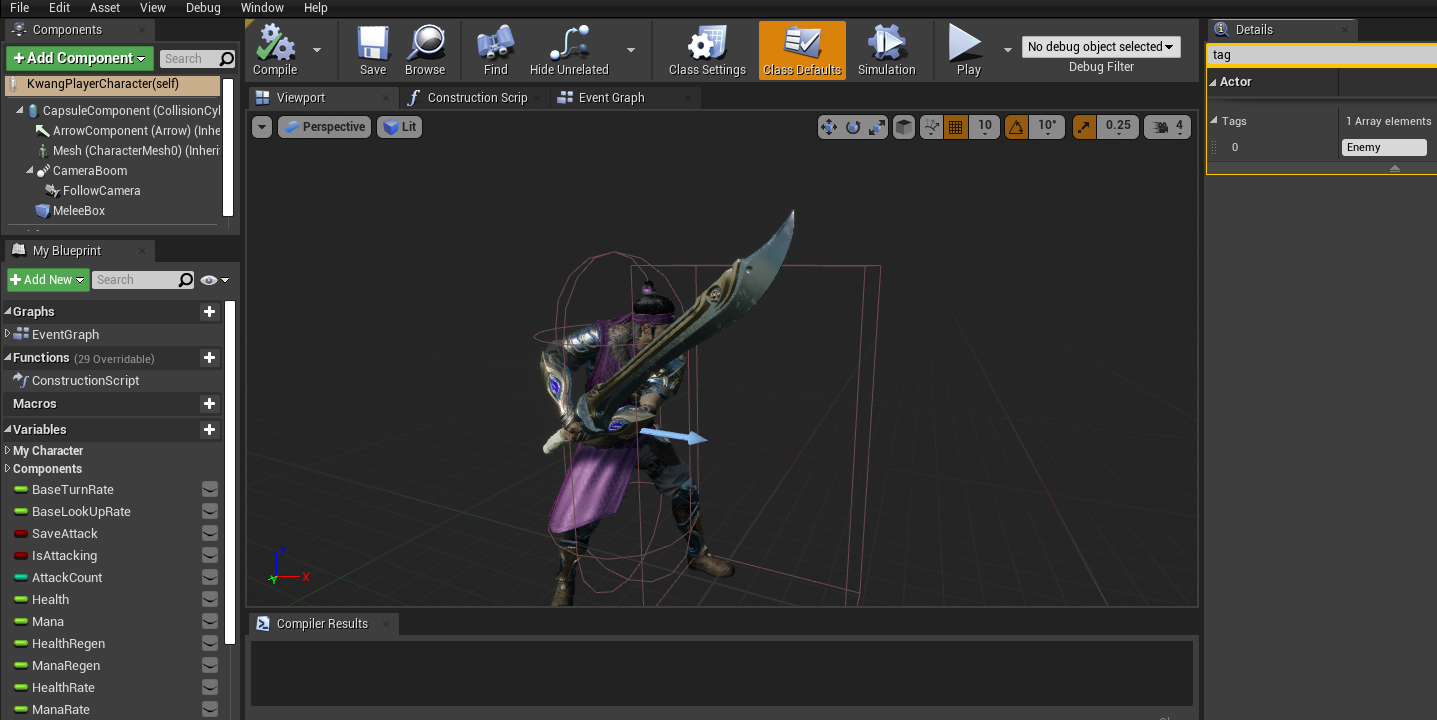 File Edit Asset View Debug Window Help
Components
Add Component
Search
KwangPlayerCharacter(self)
CapsuleComponent (CollisionCyl
ArrowComponent (Arrow) (Inhe
Mesh (CharacterMesh0) (Inherit
CameraBoom
FollowCamera
MeleeBox
My Blueprint
Add New
Search
Graphs
EventGraph
Functions (29 Overridable)
ConstructionScript
Macros
Variables
My Character
Components
BaseTurnRate
BaseLookUpRate
SaveAttack
IsAttacking
AttackCount
Health
Mana
HealthRegen
ManaRegen
HealthRate
ManaRate
Compile Save Browse Find Hide Unrelated Class Settings Class Defaults Simulation Play
No debug object selected
Debug Filter
Viewport Construction Scrip Event Graph
Perspective Lit 10 10° 0.25 4
Z
X
Y
Compiler Results
Details
tag
Actor
Tags 1 Array elements
0 Enemy